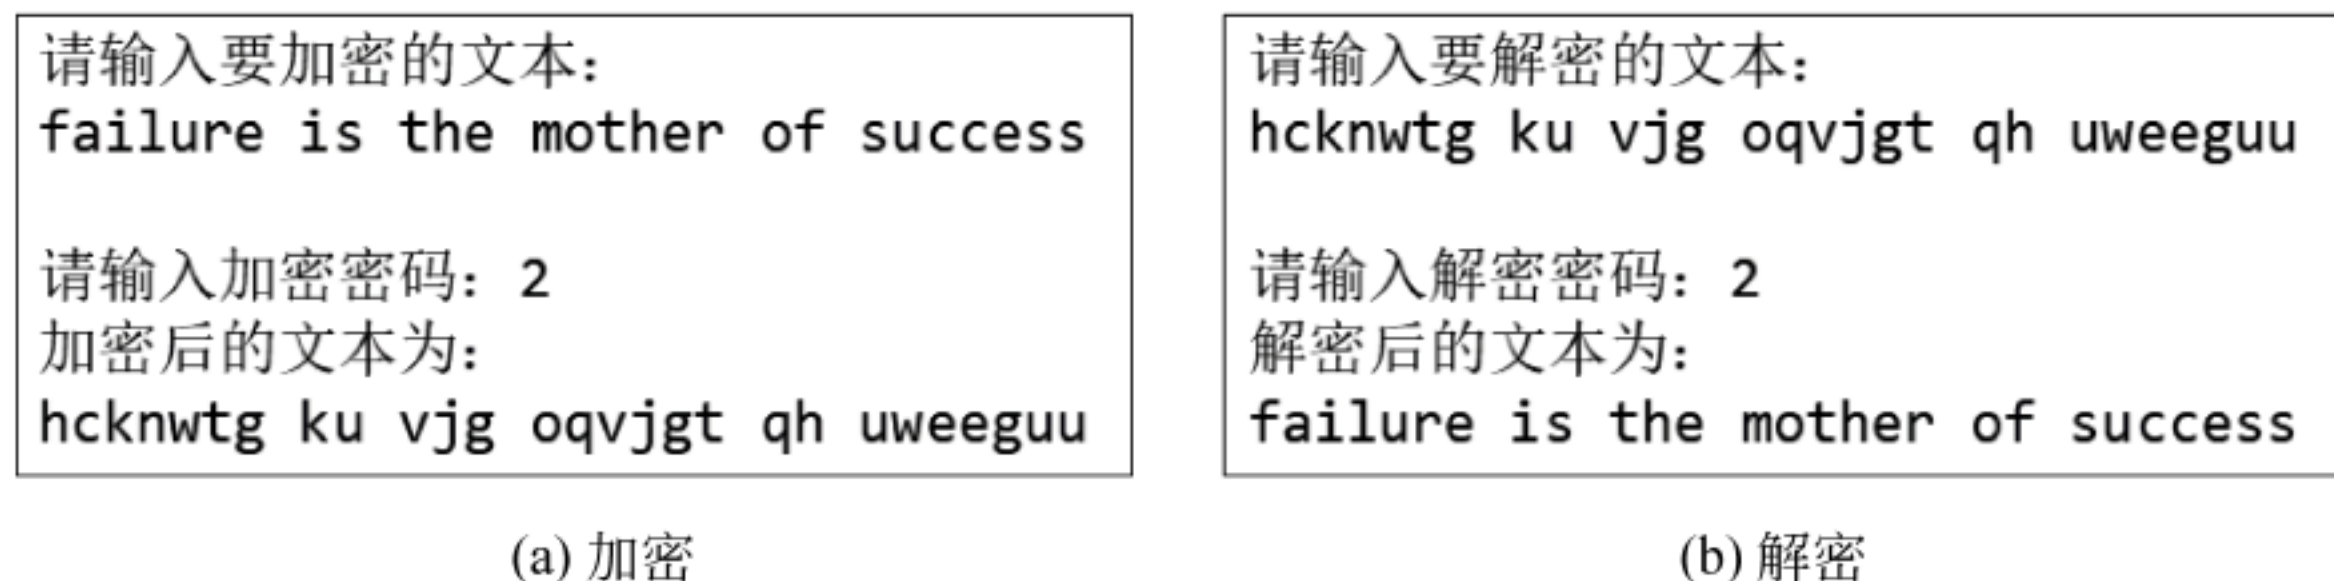 请输入要加密的文本：
failure is the mother of success
请输入加密密码：2
加密后的文本为：
hcknwtg ku vjg oqvjgt qh uweeguu
(a) 加密
请输入要解密的文本：
hcknwtg ku vjg oqvjgt qh uweeguu
请输入解密密码：2
解密后的文本为：
failure is the mother of success
(b) 解密